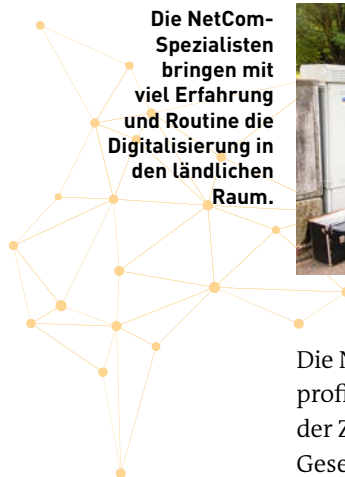 Die NetCom-
Spezialisten
bringen mit
viel Erfahrung
und Routine die
Digitalisierung in
den ländlichen
Raum.
Die
profi
der
Gese